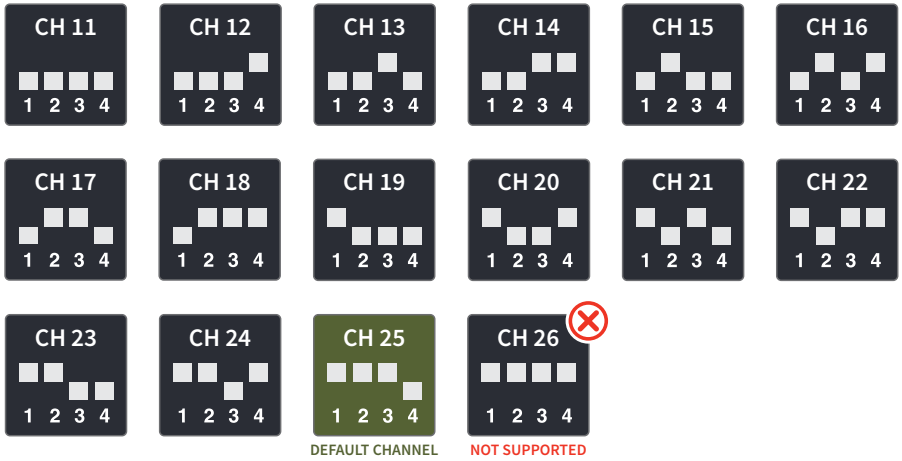 CH 11 CH 12 CH 13 CH 14 CH 15 CH 16
1 2 3 4 1 2 3 4 1 2 3 4 1 2 3 4 1 2 3 4 1 2 3 4
CH 17 CH 18 CH 19 CH 20 CH 21 CH 22
1 2 3 4 1 2 3 4 1 2 3 4 1 2 3 4 1 2 3 4 1 2 3 4
CH 23 CH 24 CH 25 CH 26
1 2 3 4 1 2 3 4 1 2 3 4 1 2 3 4
DEFAULT CHANNEL NOT SUPPORTED